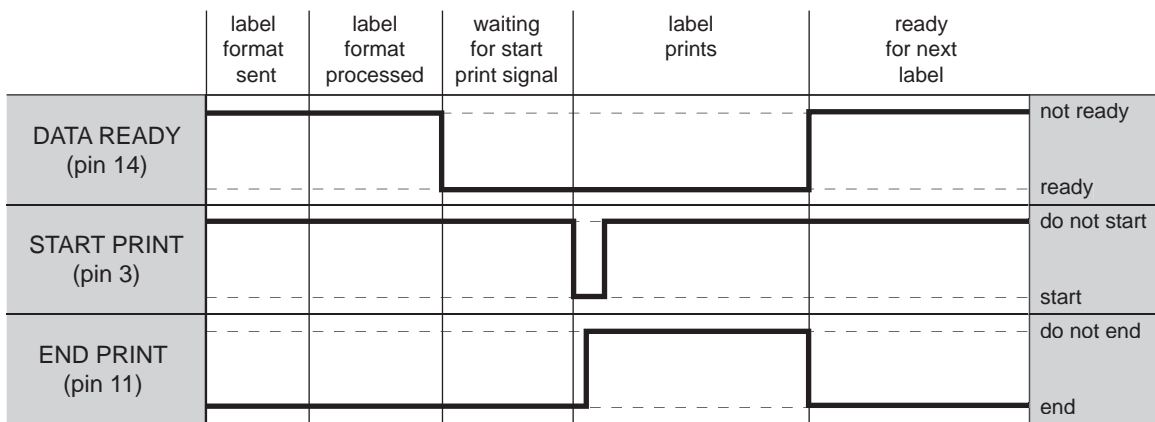 label
format
sent
label
format
processed
waiting
for start
print signal
label
prints
ready
for next
label
DATA READY
(pin 14)
not ready
ready
START PRINT
(pin 3)
do not start
start
END PRINT
(pin 11)
do not end
end